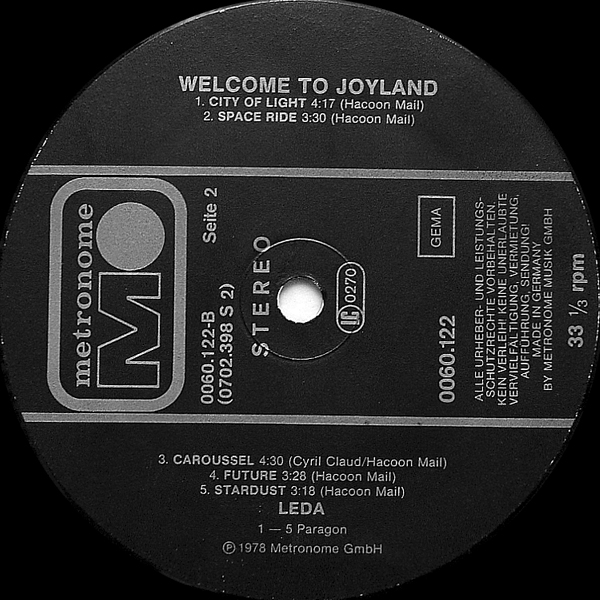 WELCOME TO JOYLAND
1. CITY OF LIGHT 4:17 (Hacoon Mail)
2. SPACE RIDE 3:30 (Hacoon Mail)
metronome
M
Seite 2
0060.122-B
(0702.398 S 2)
STEREO
LC 0270
GEMA
0060.122
ALLE URHEBER- UND LEISTUNGS-
SCHUTZRECHTE VORBEHALTEN.
KEIN VERLEIH! KEINE UNERLAUBTE
VERVIELFÄLTIGUNG, VERMIETUNG,
AUFFÜHRUNG, SENDUNG!
MADE IN GERMANY
BY METRONOME MUSIK GMBH
33 ⅓ rpm
3. CAROUSSEL 4:30 (Cyril Claud/Hacoon Mail)
4. FUTURE 3:28 (Hacoon Mail)
5. STARDUST 3:18 (Hacoon Mail)
LEDA
1 — 5 Paragon
Ⓟ 1978 Metronome GmbH